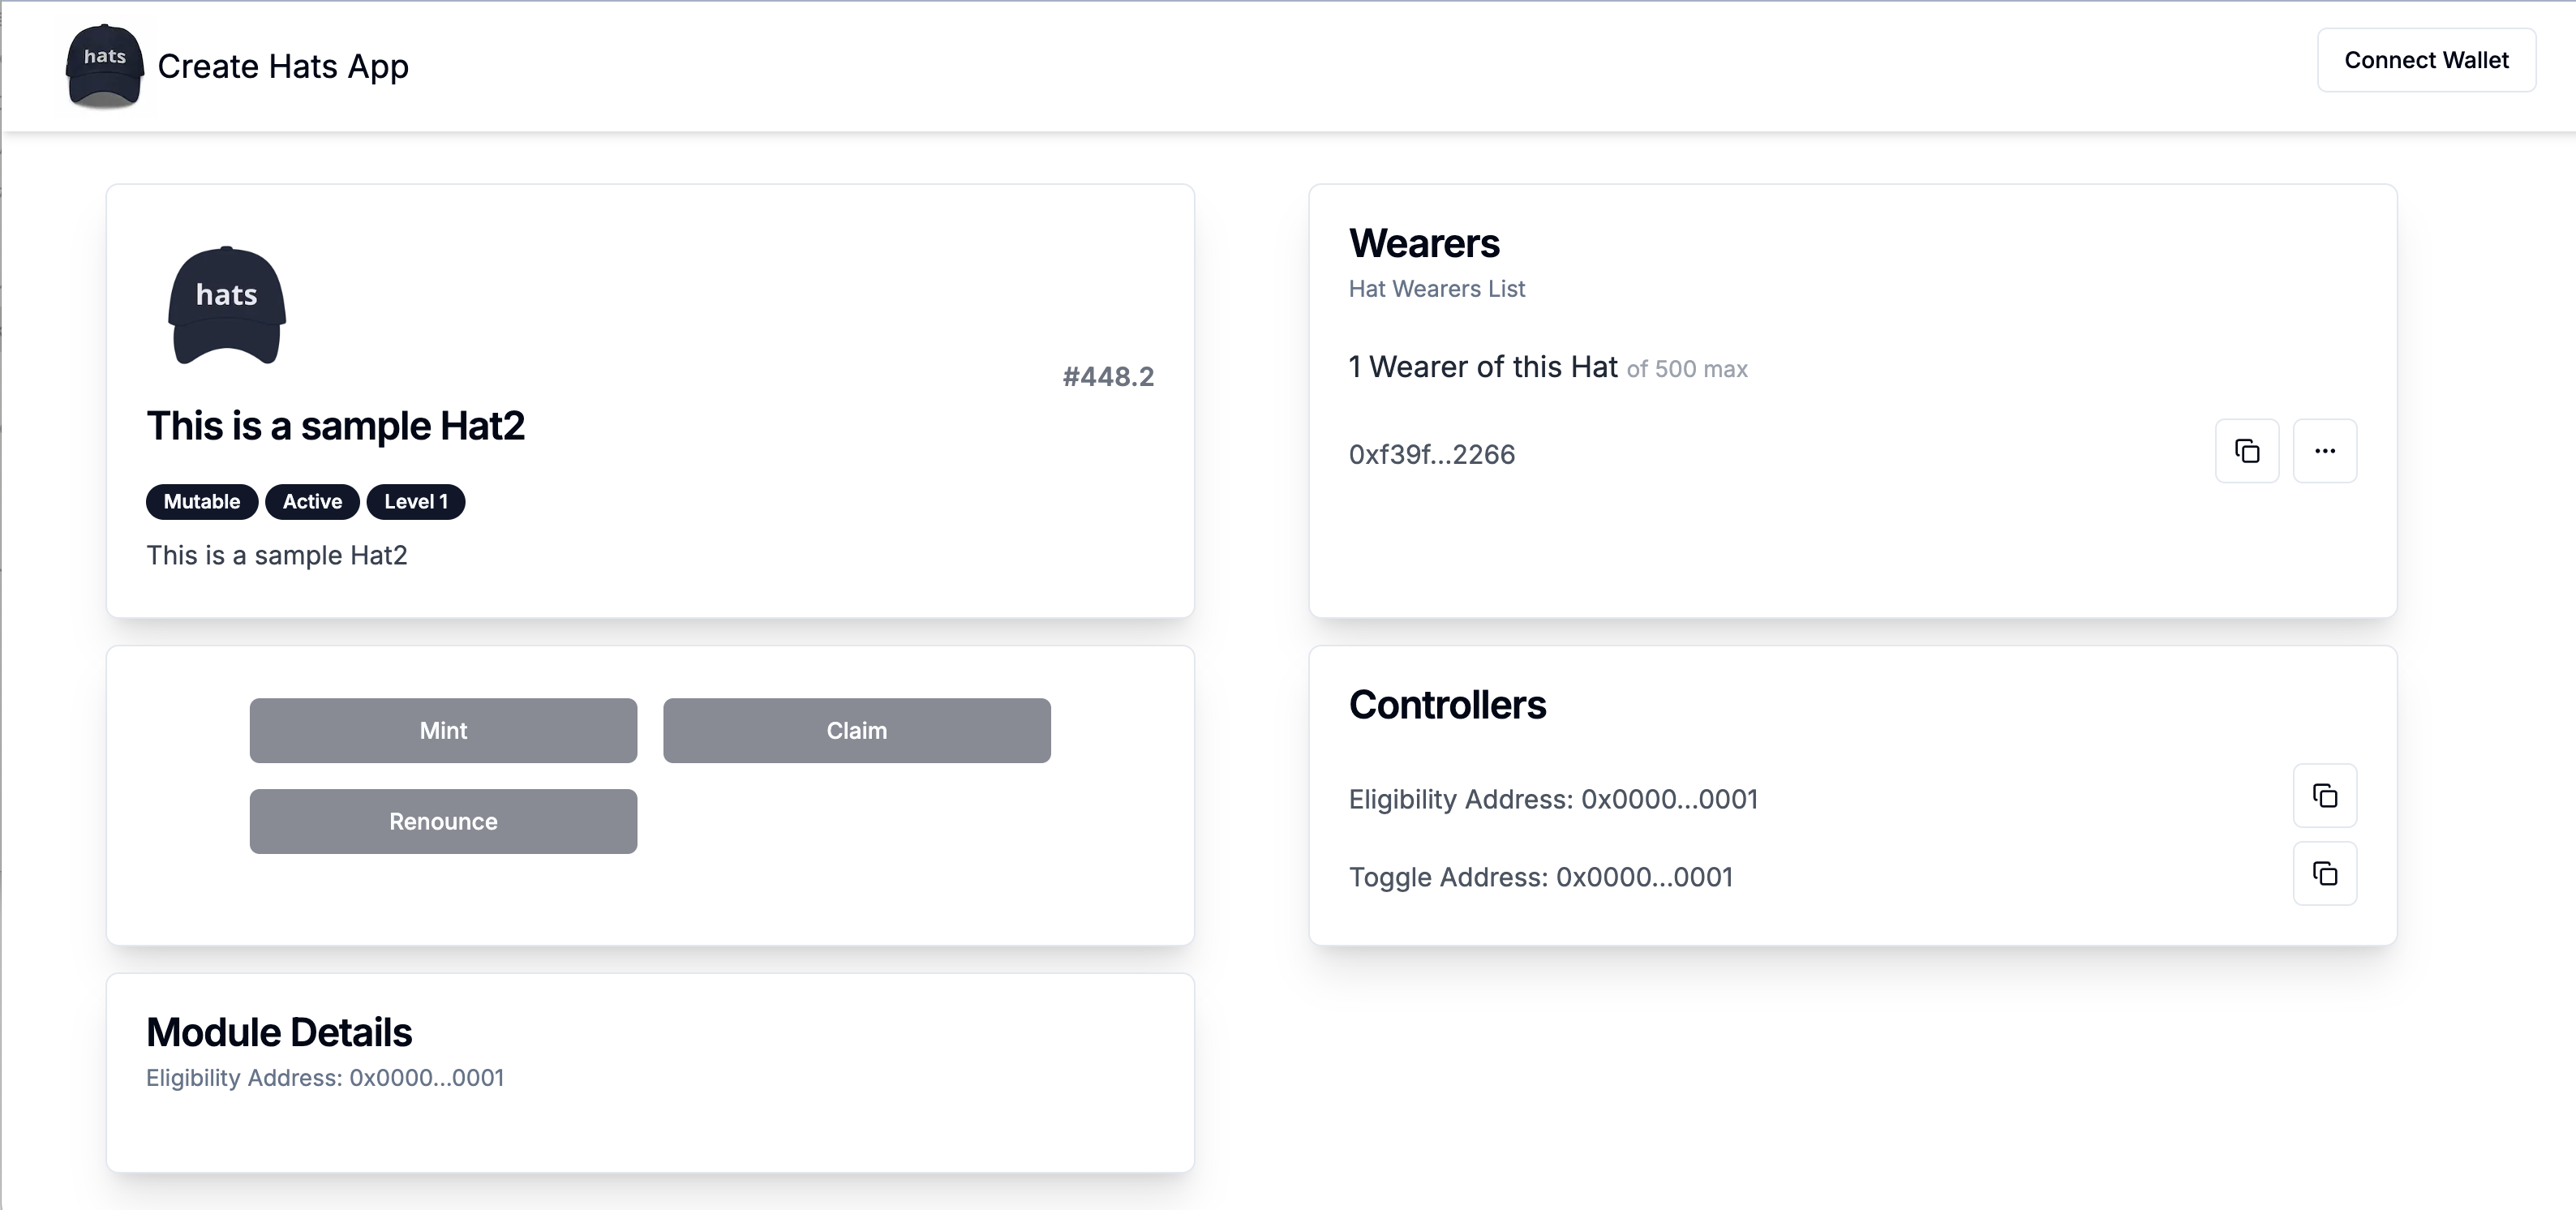 hats
Create Hats App
Connect Wallet
hats
#448.2
This is a sample Hat2
Mutable Active Level 1
This is a sample Hat2
Wearers
Hat Wearers List
1 Wearer of this Hat of 500 max
0xf39f...2266
Mint Claim
Renounce
Controllers
Eligibility Address: 0x0000...0001
Toggle Address: 0x0000...0001
Module Details
Eligibility Address: 0x0000...0001